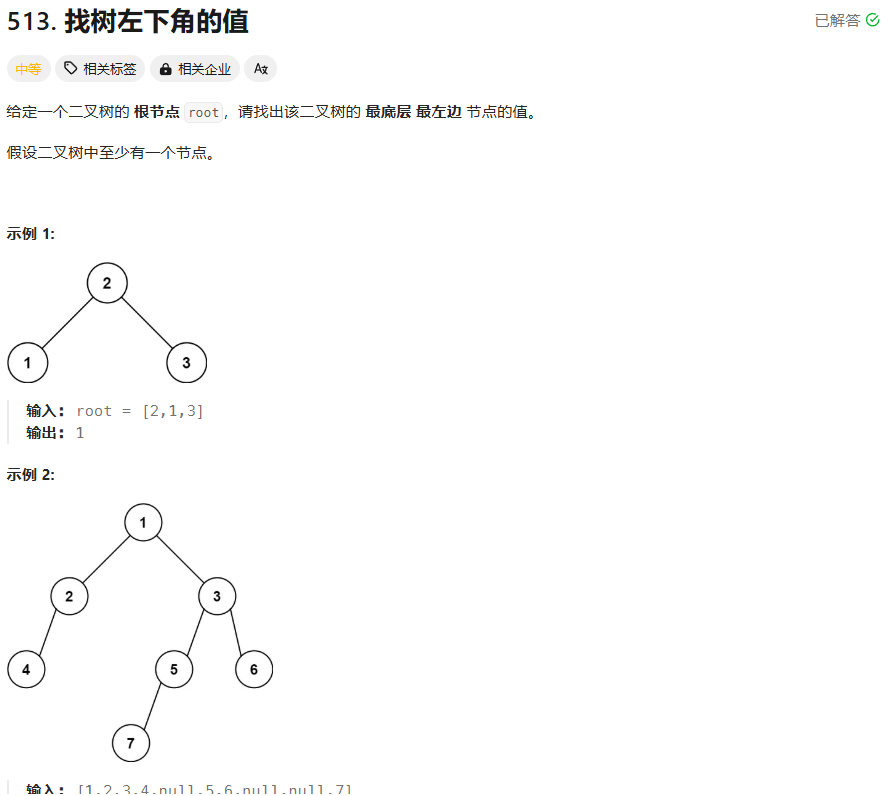 513. 找树左下角的值
已解答
中等 相关标签 相关企业 A文
给定一个二叉树的 根节点 root，请找出该二叉树的 最底层 最左边 节点的值。
假设二叉树中至少有一个节点。
示例 1:
2
1 3
输入: root = [2,1,3]
输出: 1
示例 2:
1
2 3
4 5 6
7
输入: [1,2,3,4,null,5,6,null,null,7]